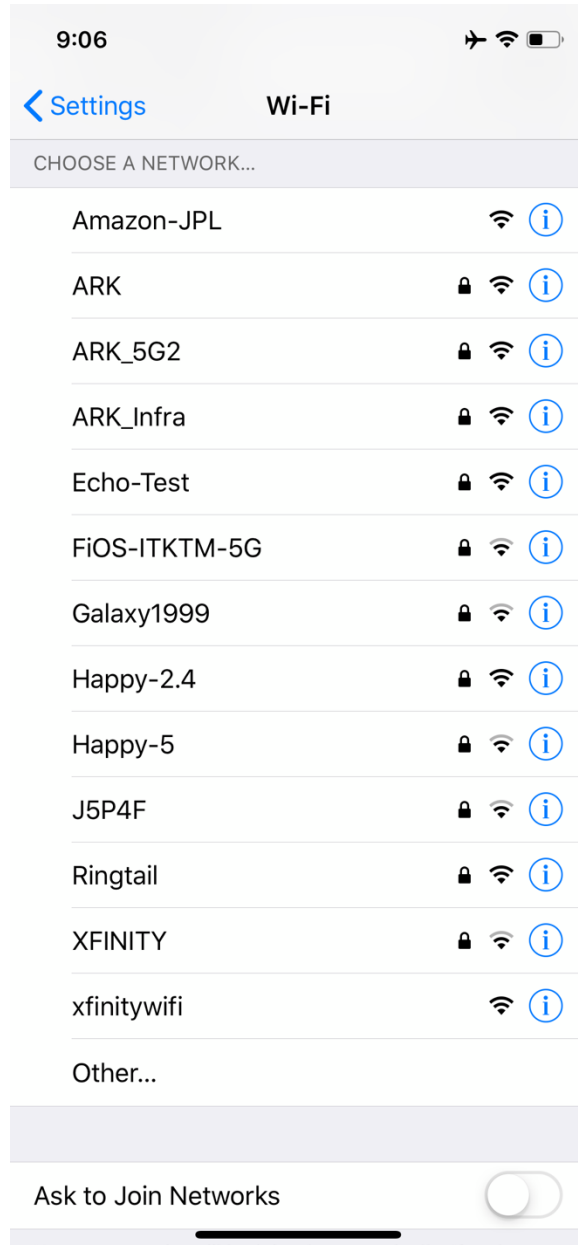 9:06
Settings Wi-Fi
CHOOSE A NETWORK...
Amazon-JPL
ARK
ARK_5G2
ARK_Infra
Echo-Test
FiOS-ITKTM-5G
Galaxy1999
Happy-2.4
Happy-5
J5P4F
Ringtail
XFINITY
xfinitywifi
Other...
Ask to Join Networks